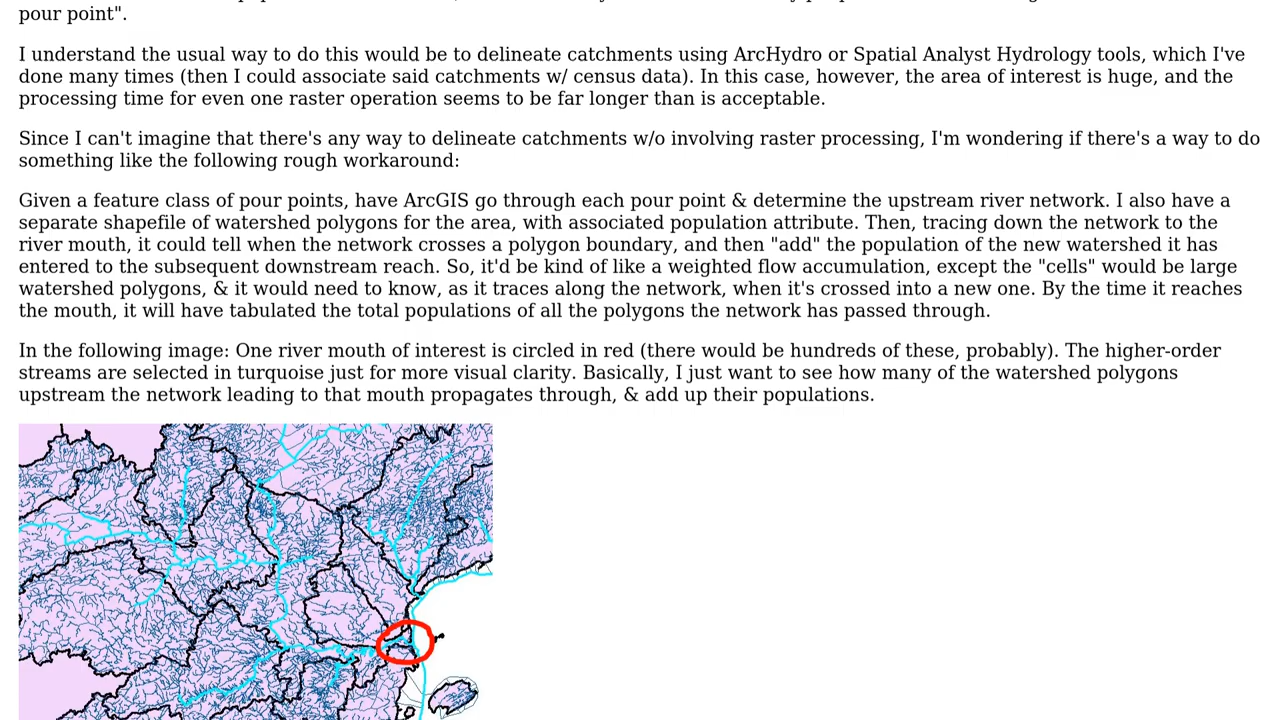 pour point".
I understand the usual way to do this would be to delineate catchments using ArcHydro or Spatial Analyst Hydrology tools, which I've
done many times (then I could associate said catchments w/ census data). In this case, however, the area of interest is huge, and the
processing time for even one raster operation seems to be far longer than is acceptable.
Since I can't imagine that there's any way to delineate catchments w/o involving raster processing, I'm wondering if there's a way to do
something like the following rough workaround:
Given a feature class of pour points, have ArcGIS go through each pour point & determine the upstream river network. I also have a
separate shapefile of watershed polygons for the area, with associated population attribute. Then, tracing down the network to the
river mouth, it could tell when the network crosses a polygon boundary, and then "add" the population of the new watershed it has
entered to the subsequent downstream reach. So, it'd be kind of like a weighted flow accumulation, except the "cells" would be large
watershed polygons, & it would need to know, as it traces along the network, when it's crossed into a new one. By the time it reaches
the mouth, it will have tabulated the total populations of all the polygons the network has passed through.
In the following image: One river mouth of interest is circled in red (there would be hundreds of these, probably). The higher-order
streams are selected in turquoise just for more visual clarity. Basically, I just want to see how many of the watershed polygons
upstream the network leading to that mouth propagates through, & add up their populations.